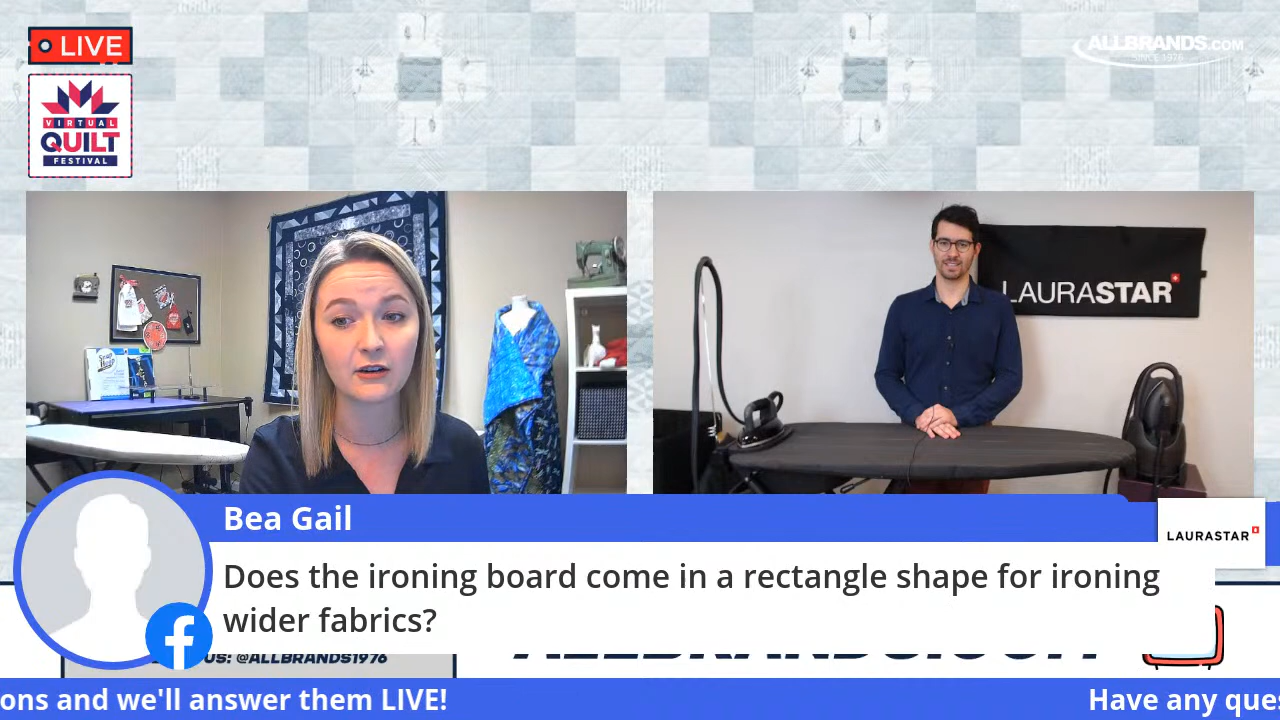 LIVE
ALLBRANDS.COM
SINCE 1976
VIRTUAL
QUILT
FESTIVAL
LAURASTAR
Bea Gail
LAURASTAR
Does the ironing board come in a rectangle shape for ironing
wider fabrics?
US: @ALLBRANDS1976
ons and we'll answer them LIVE!
Have any ques